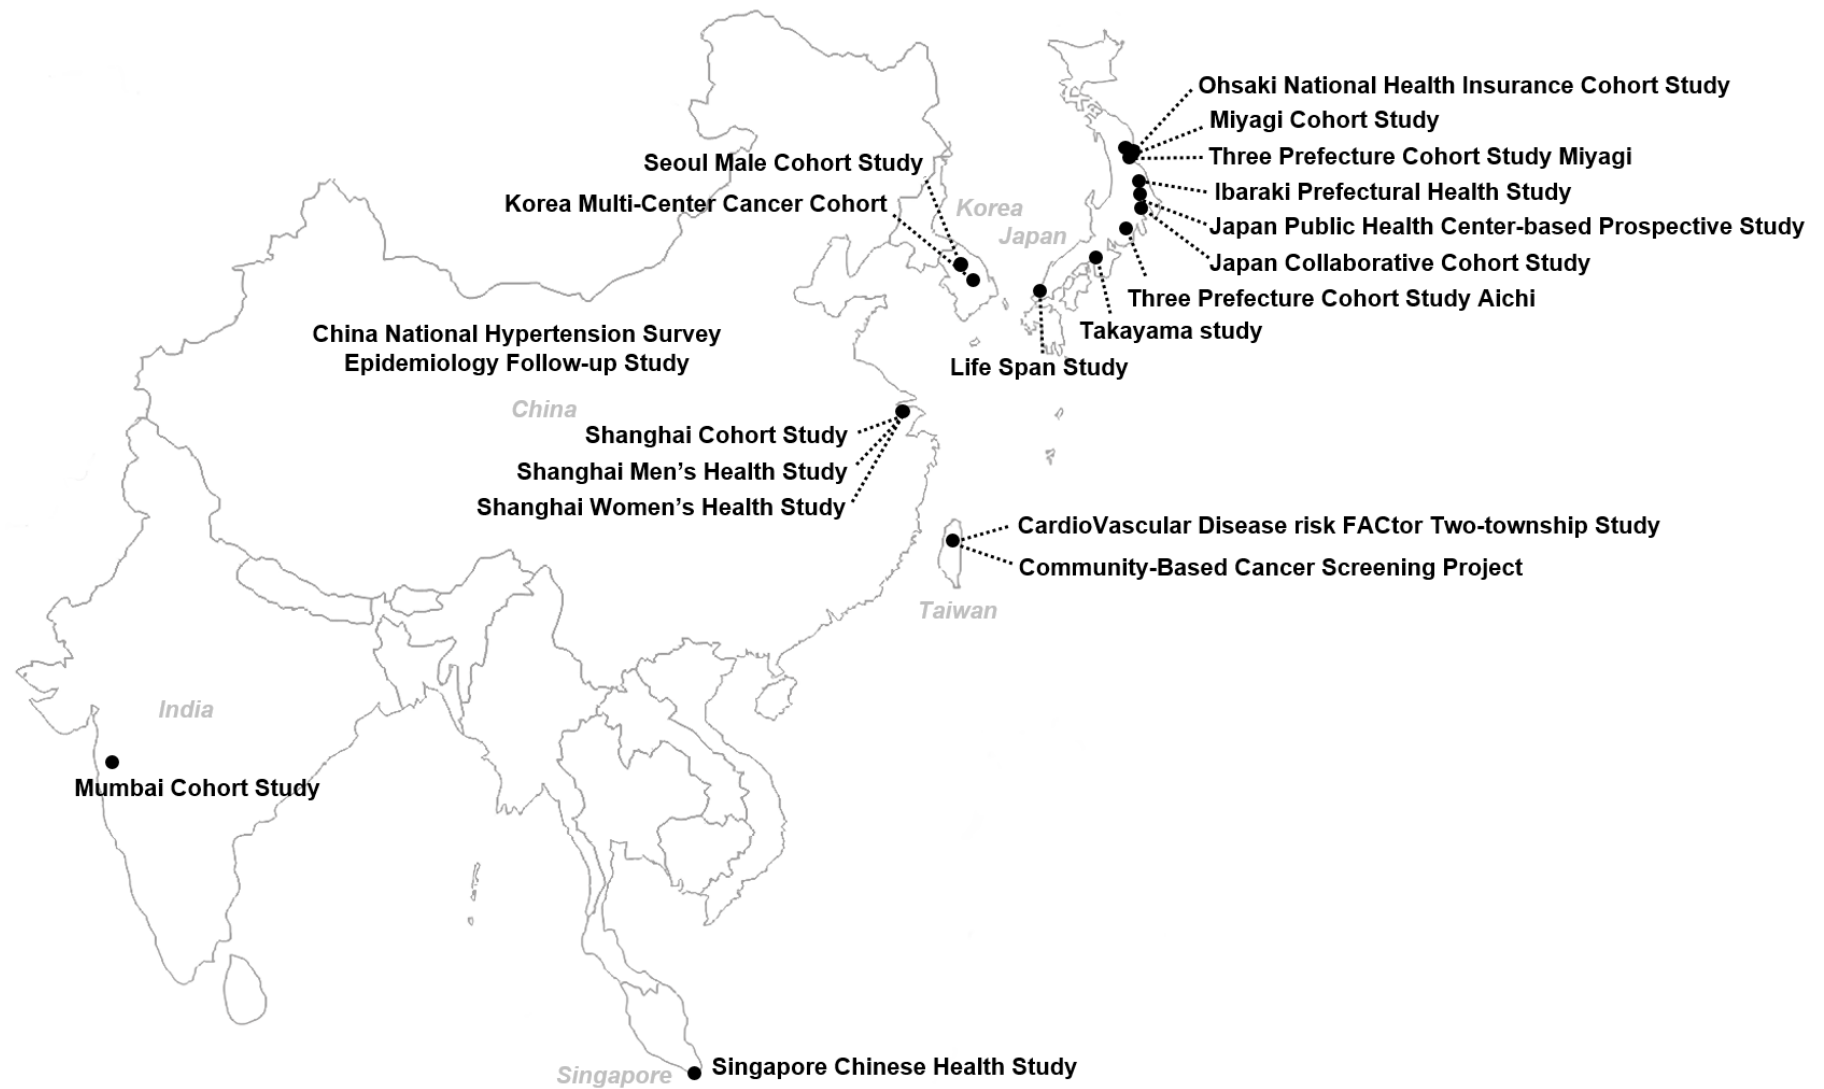 Ohsaki National Health Insurance Cohort Study
Miyagi Cohort Study
Three Prefecture Cohort Study Miyagi
Seoul Male Cohort Study
Ibaraki Prefectural Health Study
Korea Multi-Center Cancer Cohort
Korea
Japan
Japan Public Health Center-based Prospective Study
Japan Collaborative Cohort Study
Three Prefecture Cohort Study Aichi
Takayama study
Life Span Study
China National Hypertension Survey
Epidemiology Follow-up Study
China
Shanghai Cohort Study
Shanghai Men’s Health Study
Shanghai Women’s Health Study
CardioVascular Disease risk FACtor Two-township Study
Community-Based Cancer Screening Project
Taiwan
India
Mumbai Cohort Study
Singapore Chinese Health Study
Singapore